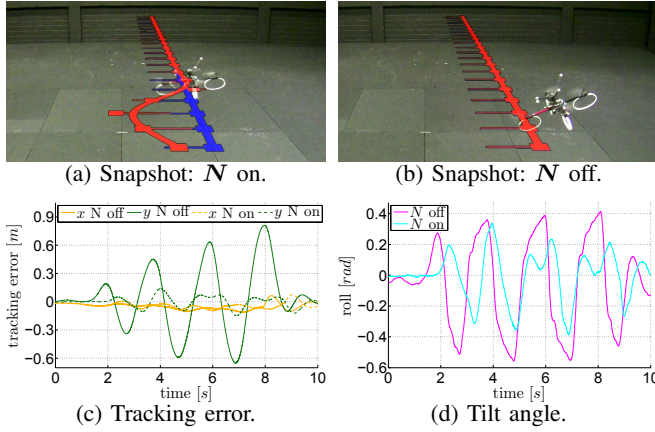 (a) Snapshot: N on.
(b) Snapshot: N off.
x N off y N off x N on y N on
tracking error [m]
0.9
0.6
0.3
0
−0.3
−0.6
0 2 4 6 8 10
time [s]
(c) Tracking error.
N off
N on
roll [rad]
0.4
0.2
0
−0.2
−0.4
−0.6
0 2 4 6 8 10
time [s]
(d) Tilt angle.